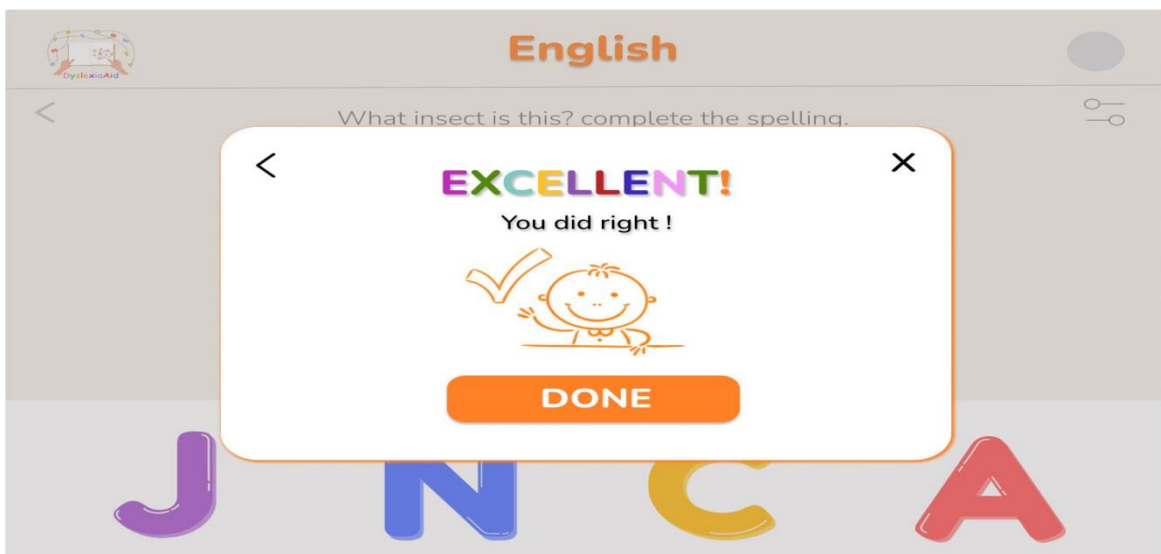 DyslexiaAid
English
What insect is this? complete the spelling.
EXCELLENT!
You did right !
DONE
J N C A